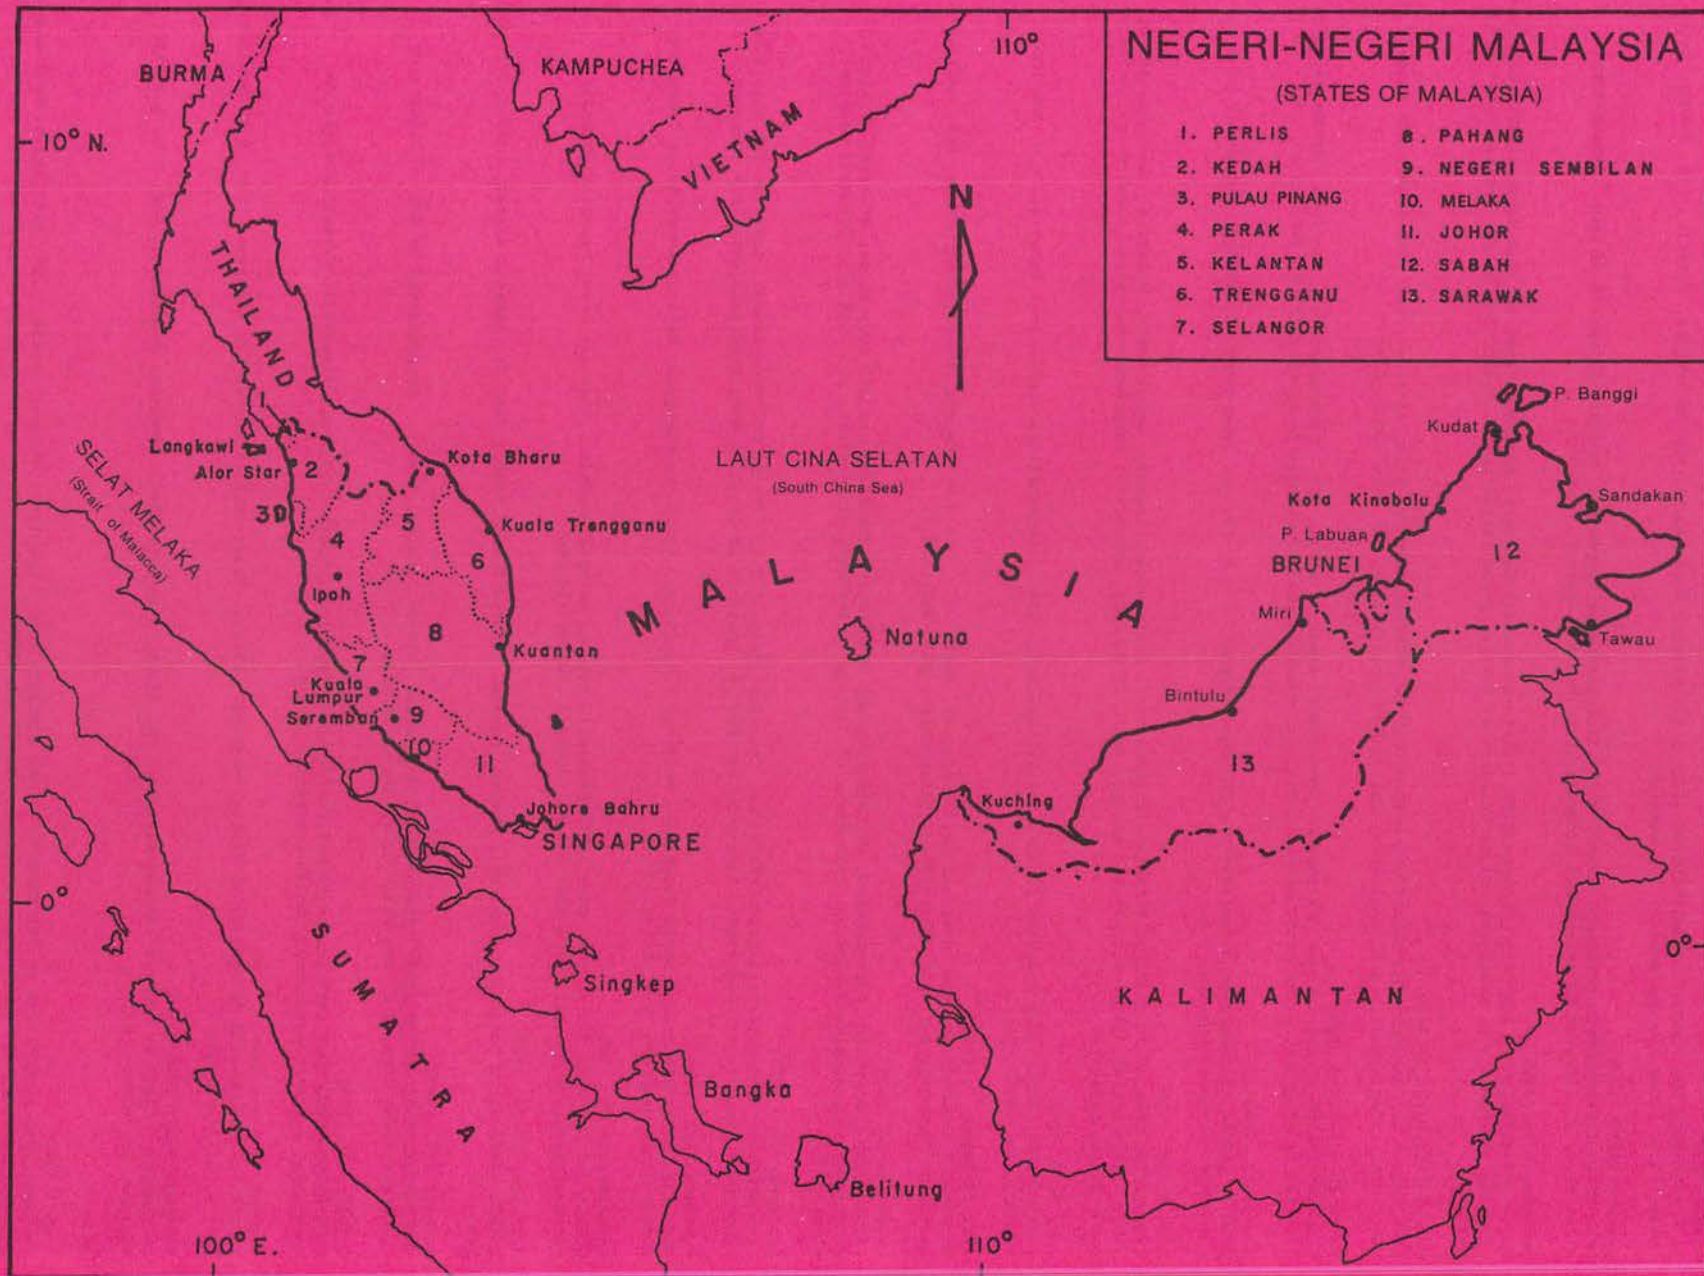 NEGERI-NEGERI MALAYSIA
(STATES OF MALAYSIA)
1. PERLIS
2. KEDAH
3. PULAU PINANG
4. PERAK
5. KELANTAN
6. TRENGGANU
7. SELANGOR
8. PAHANG
9. NEGERI SEMBILAN
10. MELAKA
11. JOHOR
12. SABAH
13. SARAWAK
110°
BURMA
KAMPUCHEA
VIETNAM
10° N.
N
THAILAND
P. Banggi
Kudat
Langkawi
Alor Star
2
Kota Bharu
SELAT MELAKA
(Strait of Malacca)
LAUT CINA SELATAN
(South China Sea)
Kota Kinabalu
Sandakan
3
5
Kuala Trengganu
4
6
P. Labuan
BRUNEI
12
MALAYSIA
Ipoh
8
Natuna
Miri
Tawau
Kuantan
7
Kuala
Lumpur
Seremban
9
Bintulu
10
11
13
Johore Bahru
SINGAPORE
Kuching
0°
0°
SUMATRA
Singkep
KALIMANTAN
Bangka
Belitung
100° E.
110°